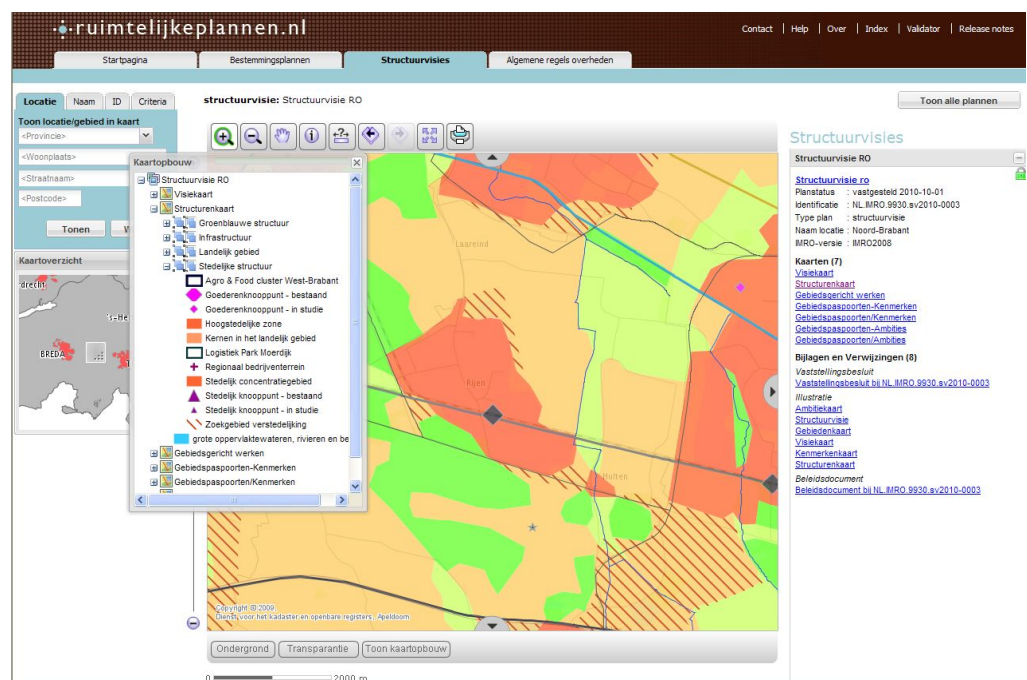 ruimtelijkeplannen.nl
Contact | Help | Over | Index | Validator | Release notes
Startpagina
Bestemmingsplannen
Structuurvisies
Algemene regels overheden
Locatie
Naam
ID
Criteria
structuurvisie: Structuurvisie RO
Toon alle plannen
Toon locatie/gebied in kaart
<Provincie>
<Woonplaats>
<Straatnaam>
<Postcode>
Tonen
W
Kaartoverzicht
drecht
's-He
BREDA
T
Kaartopbouw
Structuurvisie RO
Visiekaart
Structurenkaart
Groenblauwe structuur
Infrastructuur
Landelijk gebied
Stedelijke structuur
Agro & Food cluster West-Brabant
Goederenknooppunt - bestaand
Goederenknooppunt - in studie
Hoogstedelijke zone
Kernen in het landelijk gebied
Logistiek Park Moerdijk
Regionaal bedrijventerrein
Stedelijk concentratiegebied
Stedelijk knooppunt - bestaand
Stedelijk knooppunt - in studie
Zoekgebied verstedelijking
grote oppervlaktewateren, rivieren en be
Gebiedsgericht werken
Gebiedspaspoorten-Kenmerken
Gebiedspaspoorten/Kenmerken
Laareind
Rijen
Hulten
Copyright © 2009
Dienst voor het kadaster en openbare registers, Apeldoorn
Ondergrond
Transparantie
Toon kaartopbouw
0 2000 m
Structuurvisies
Structuurvisie RO
Structuurvisie ro
Planstatus : vastgesteld 2010-10-01
Identificatie : NL.IMRO.9930.sv2010-0003
Type plan : structuurvisie
Naam locatie : Noord-Brabant
IMRO-versie : IMRO2008
Kaarten (7)
Visiekaart
Structurenkaart
Gebiedsgericht werken
Gebiedspaspoorten-Kenmerken
Gebiedspaspoorten/Kenmerken
Gebiedspaspoorten-Ambities
Gebiedspaspoorten/Ambities
Bijlagen en Verwijzingen (8)
Vaststellingsbesluit
Vaststellingsbesluit bij NL.IMRO.9930.sv2010-0003
Illustratie
Ambitiekaart
Structuurvisie
Gebiedenkaart
Visiekaart
Kenmerkenkaart
Structurenkaart
Beleidsdocument
Beleidsdocument bij NL.IMRO.9930.sv2010-0003